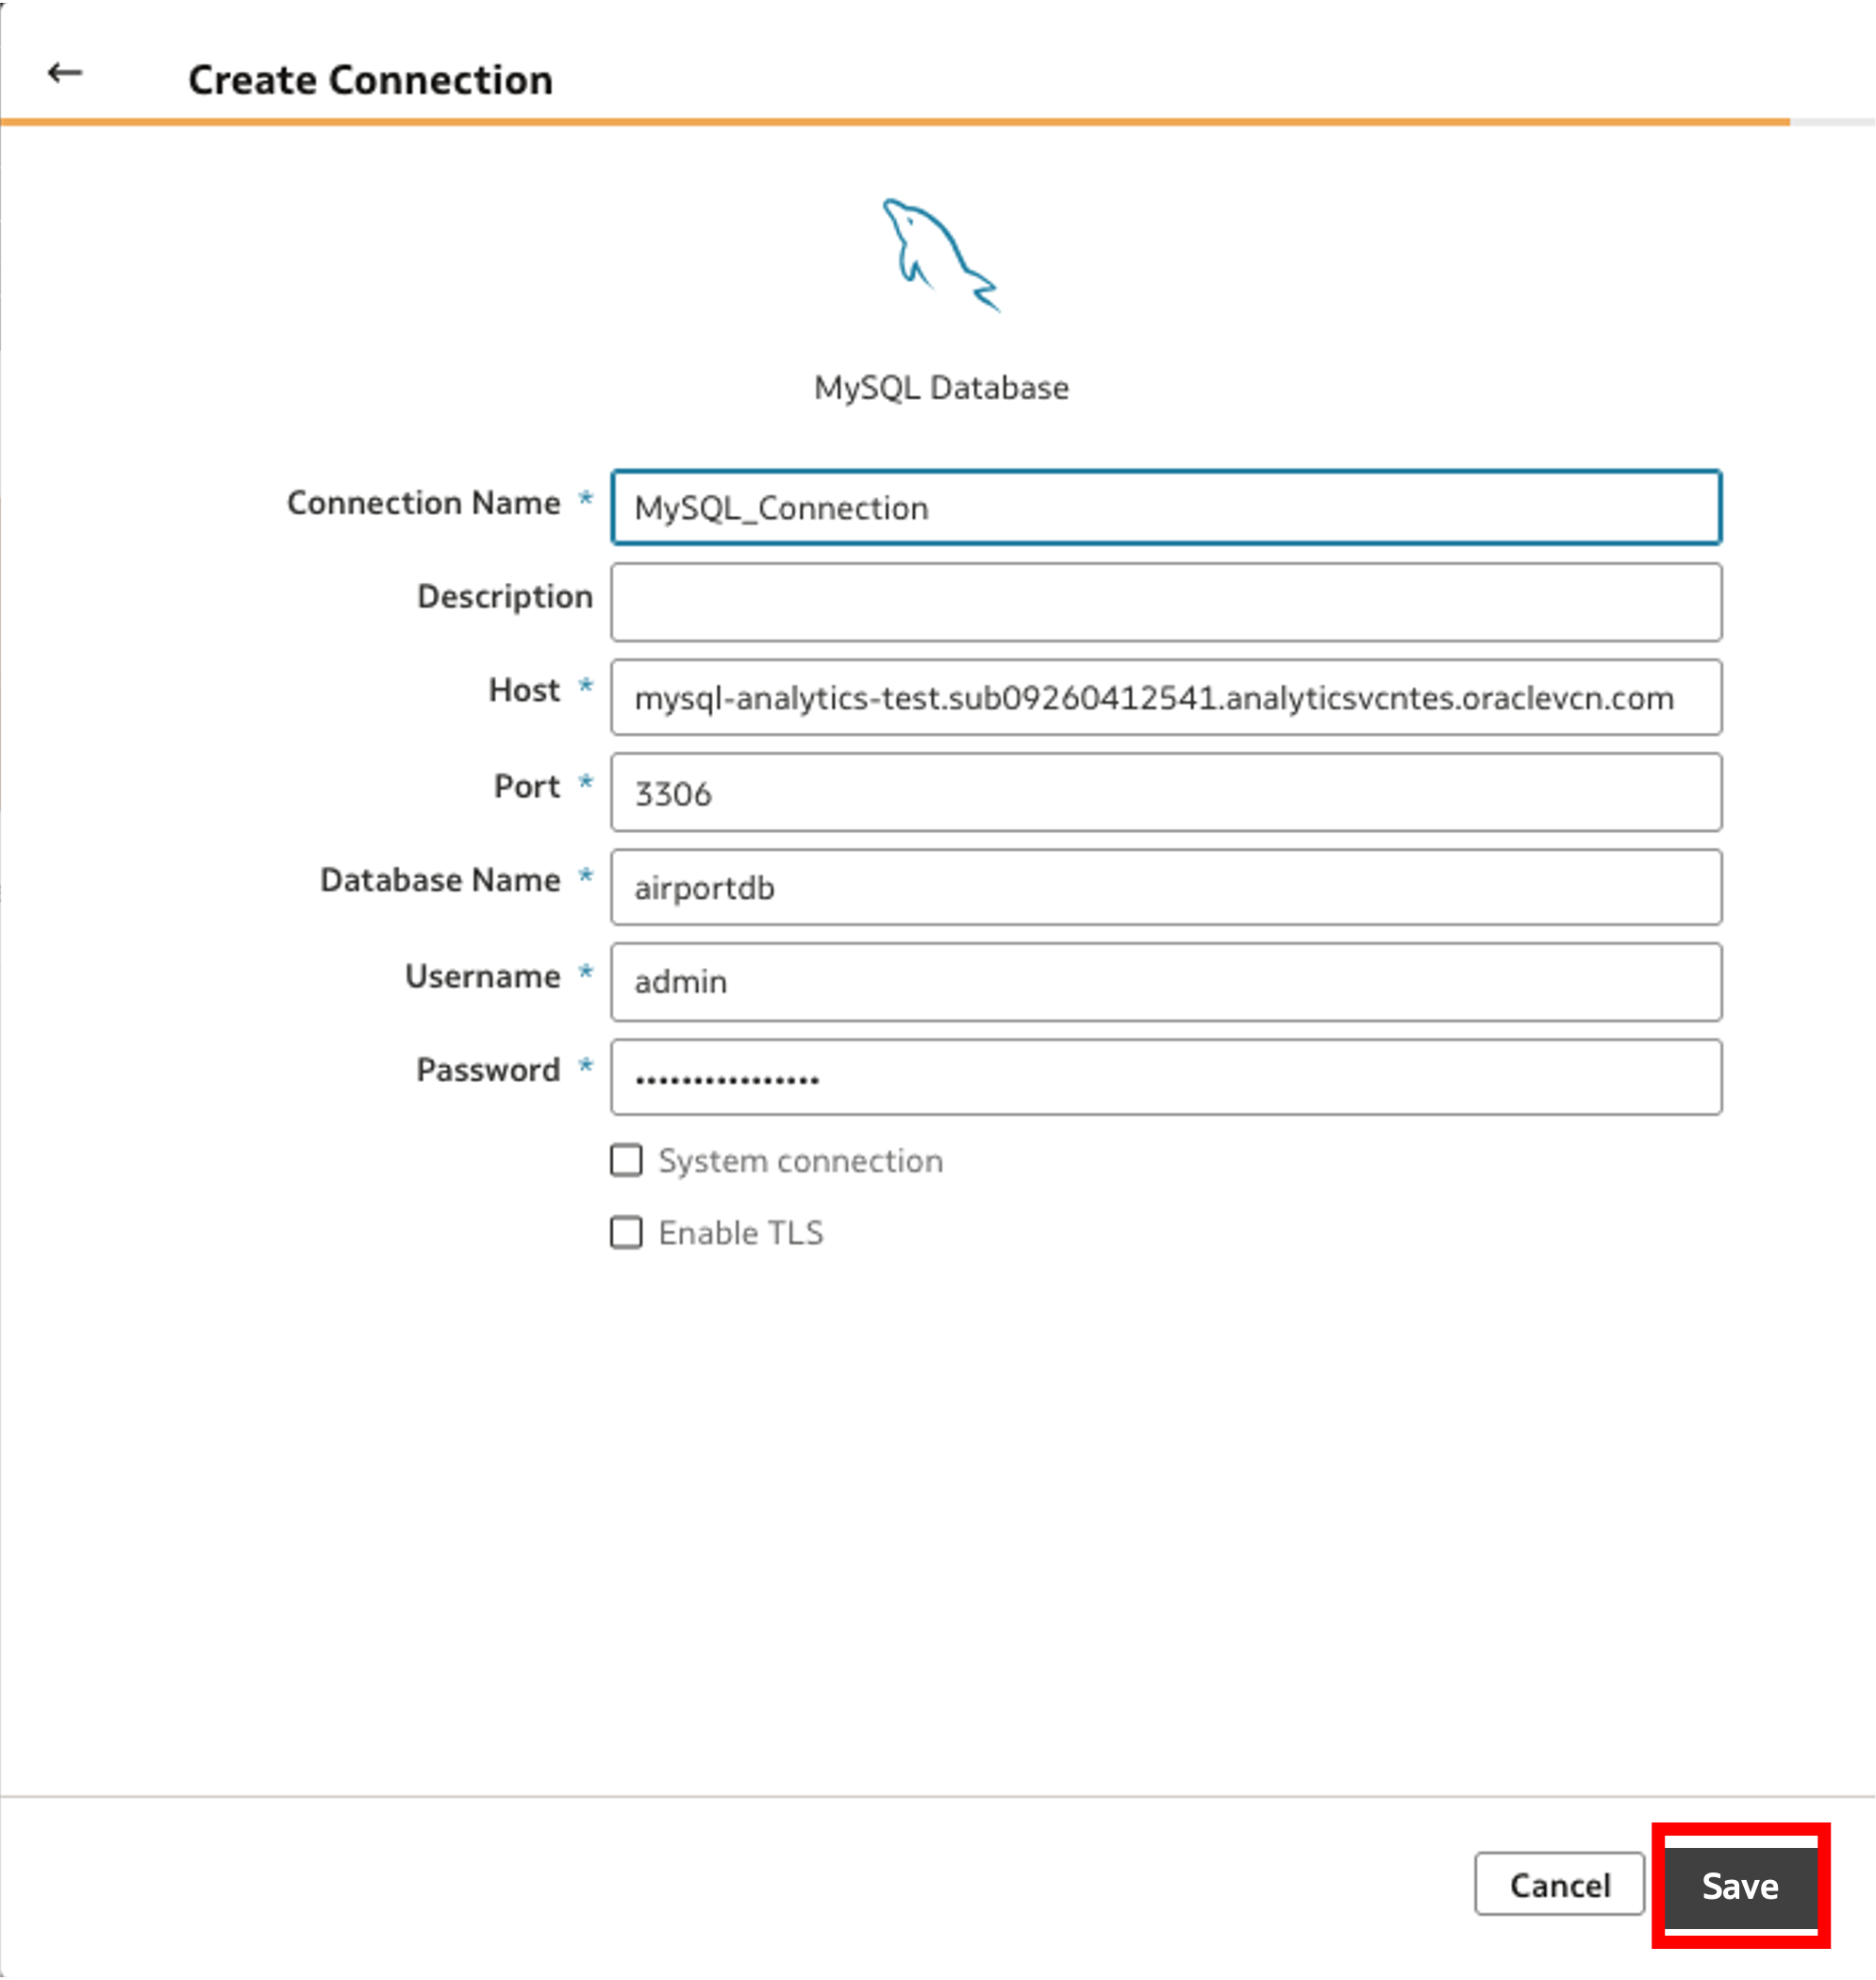 Create Connection
MySQL Database
Connection Name * MySQL_Connection
Description
Host * mysql-analytics-test.sub09260412541.analyticsvcntes.oraclevcn.com
Port * 3306
Database Name * airportdb
Username * admin
Password * ••••••••••••••••
System connection
Enable TLS
Cancel Save